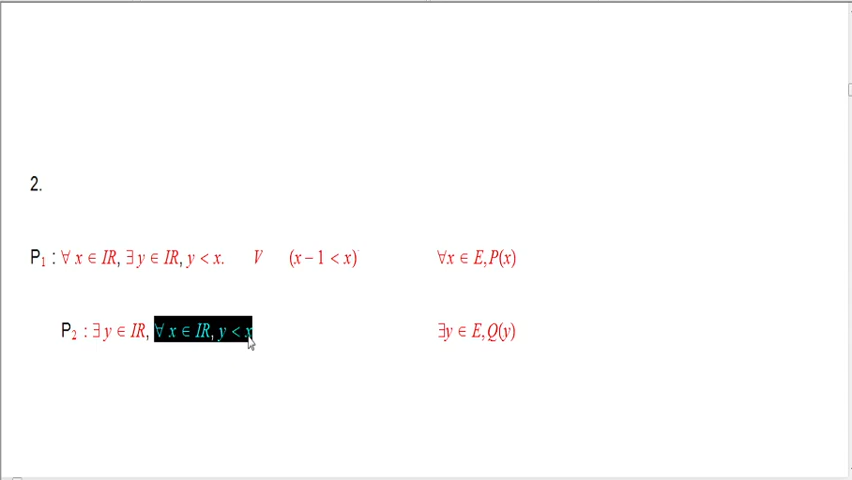 2.
P₁ : ∀ x ∈ IR, ∃ y ∈ IR, y < x. V (x − 1 < x) ∀x ∈ E, P(x)
P₂ : ∃ y ∈ IR, ∀ x ∈ IR, y < x ∃y ∈ E, Q(y)